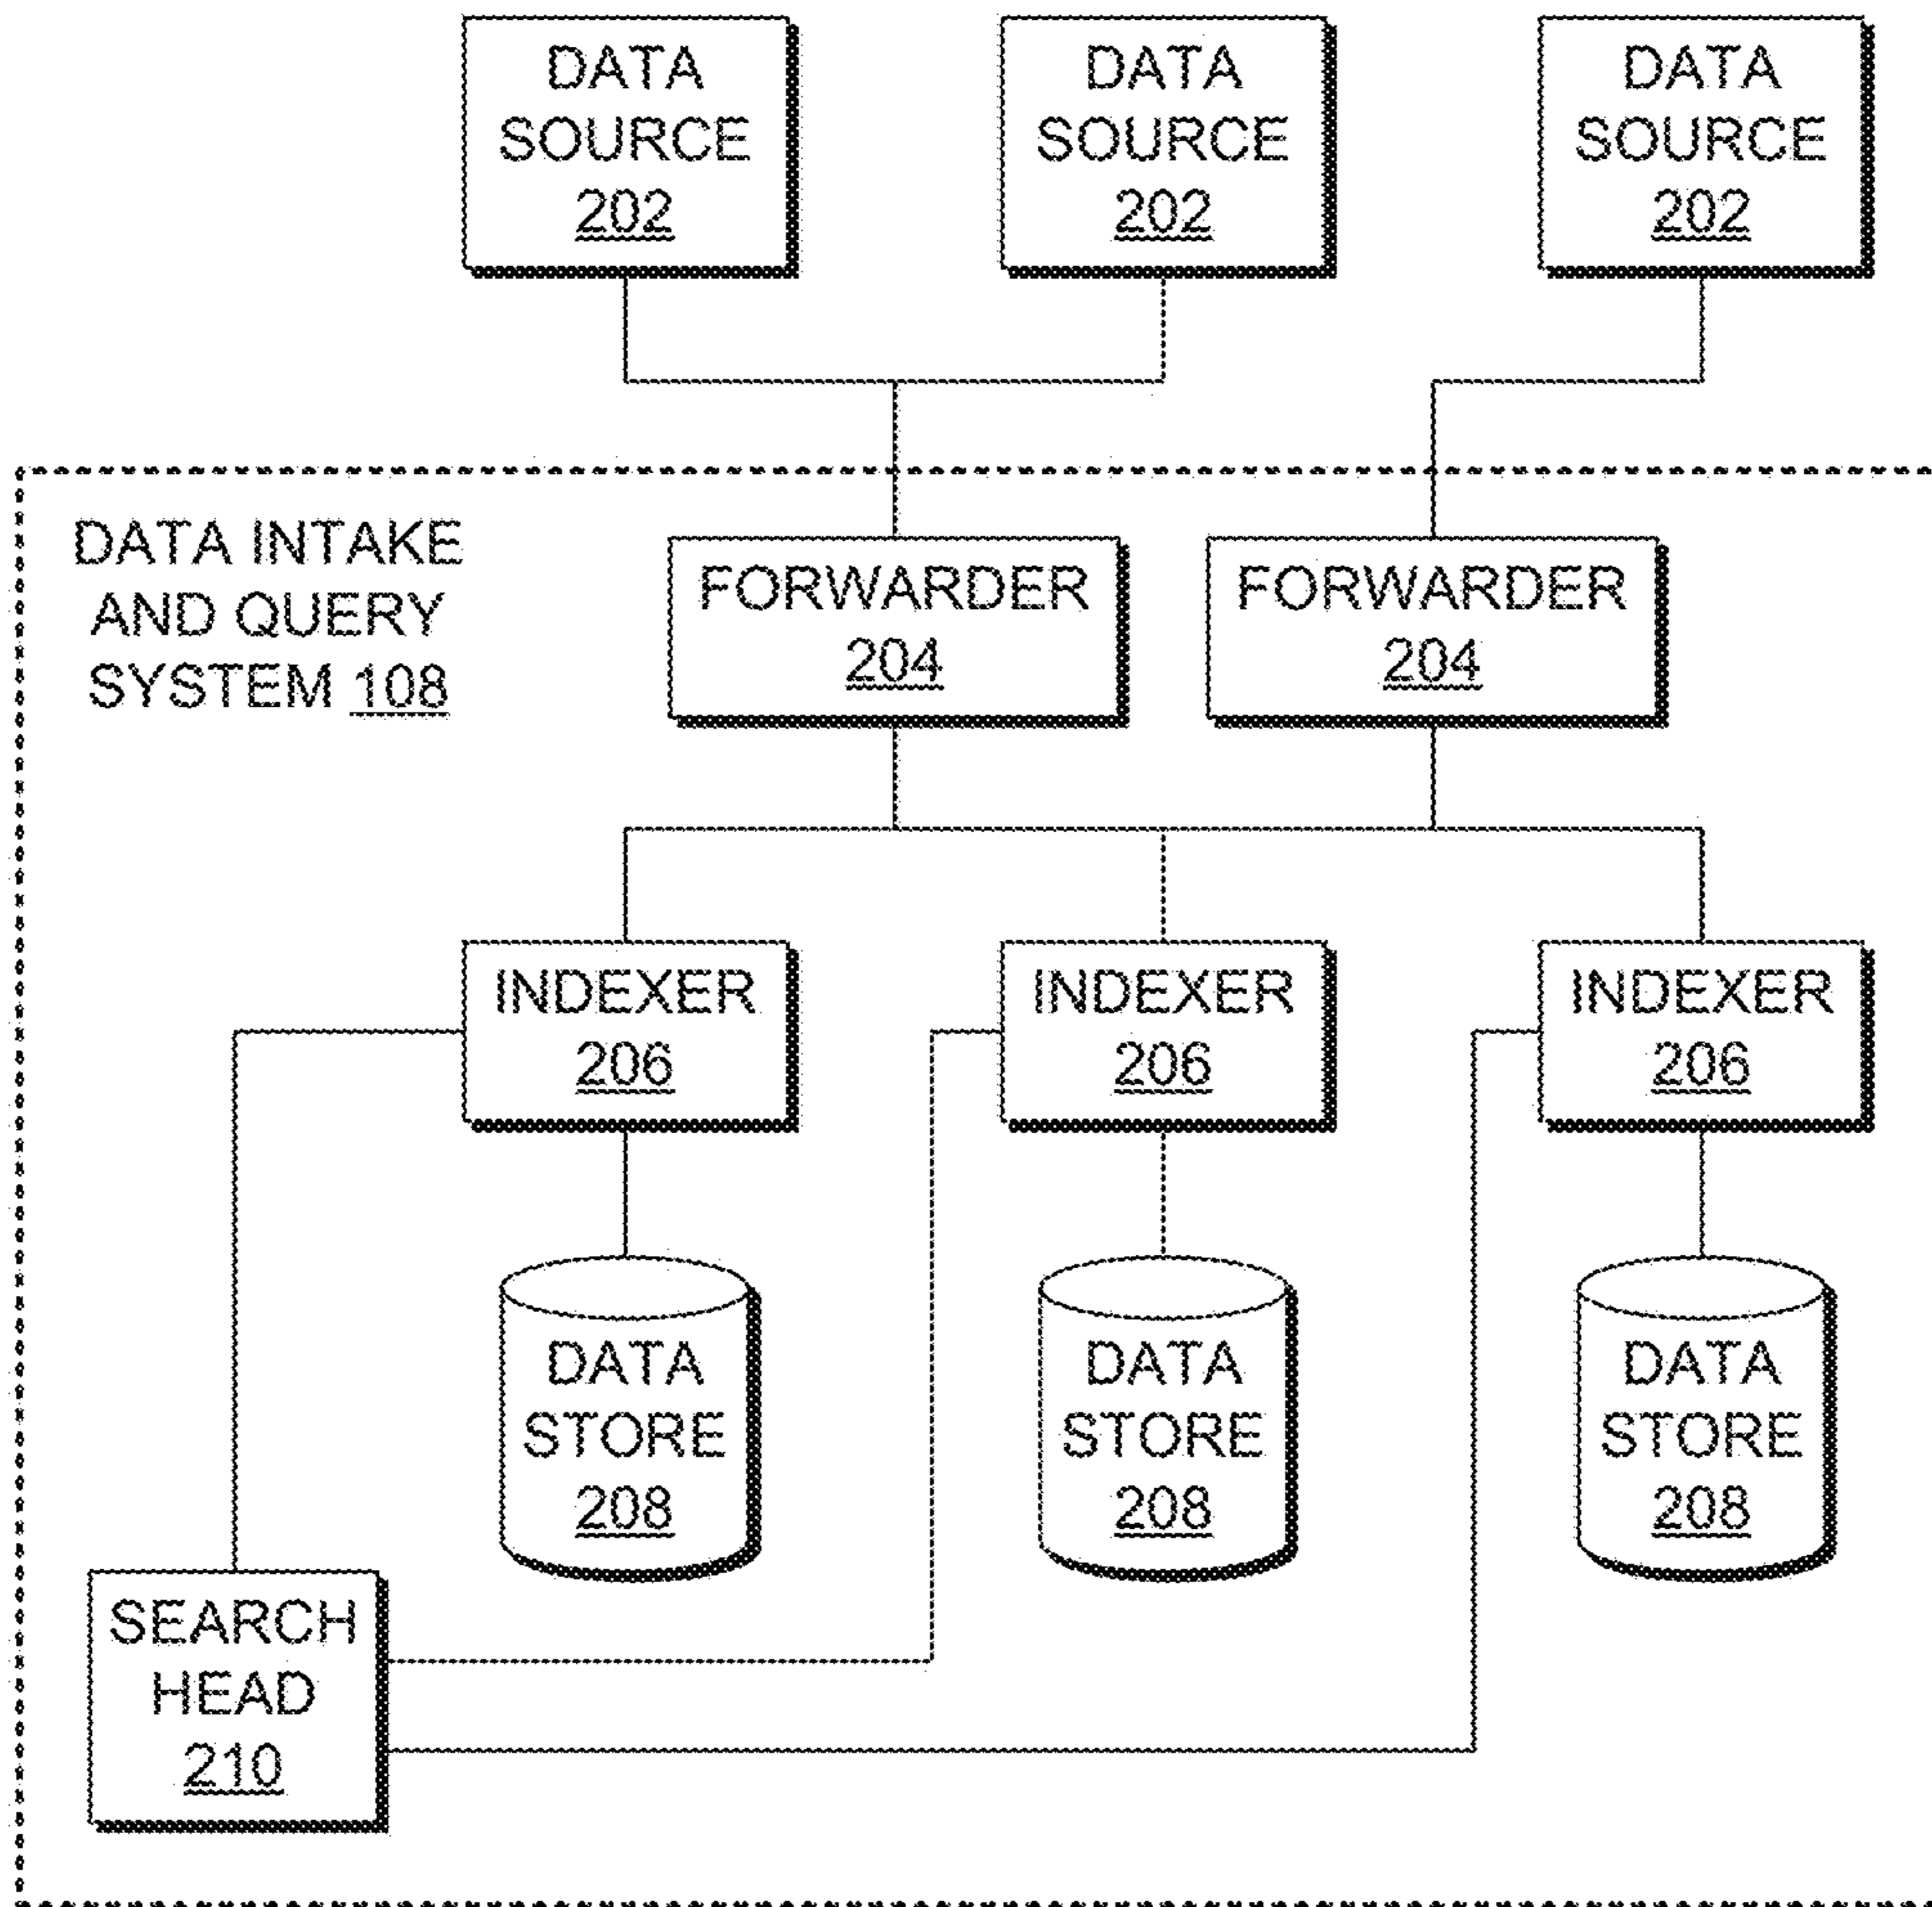 DATA
SOURCE
202
DATA
SOURCE
202
DATA
SOURCE
202
DATA INTAKE
AND QUERY
SYSTEM 108
FORWARDER
204
FORWARDER
204
INDEXER
206
INDEXER
206
INDEXER
206
DATA
STORE
208
DATA
STORE
208
DATA
STORE
208
SEARCH
HEAD
210